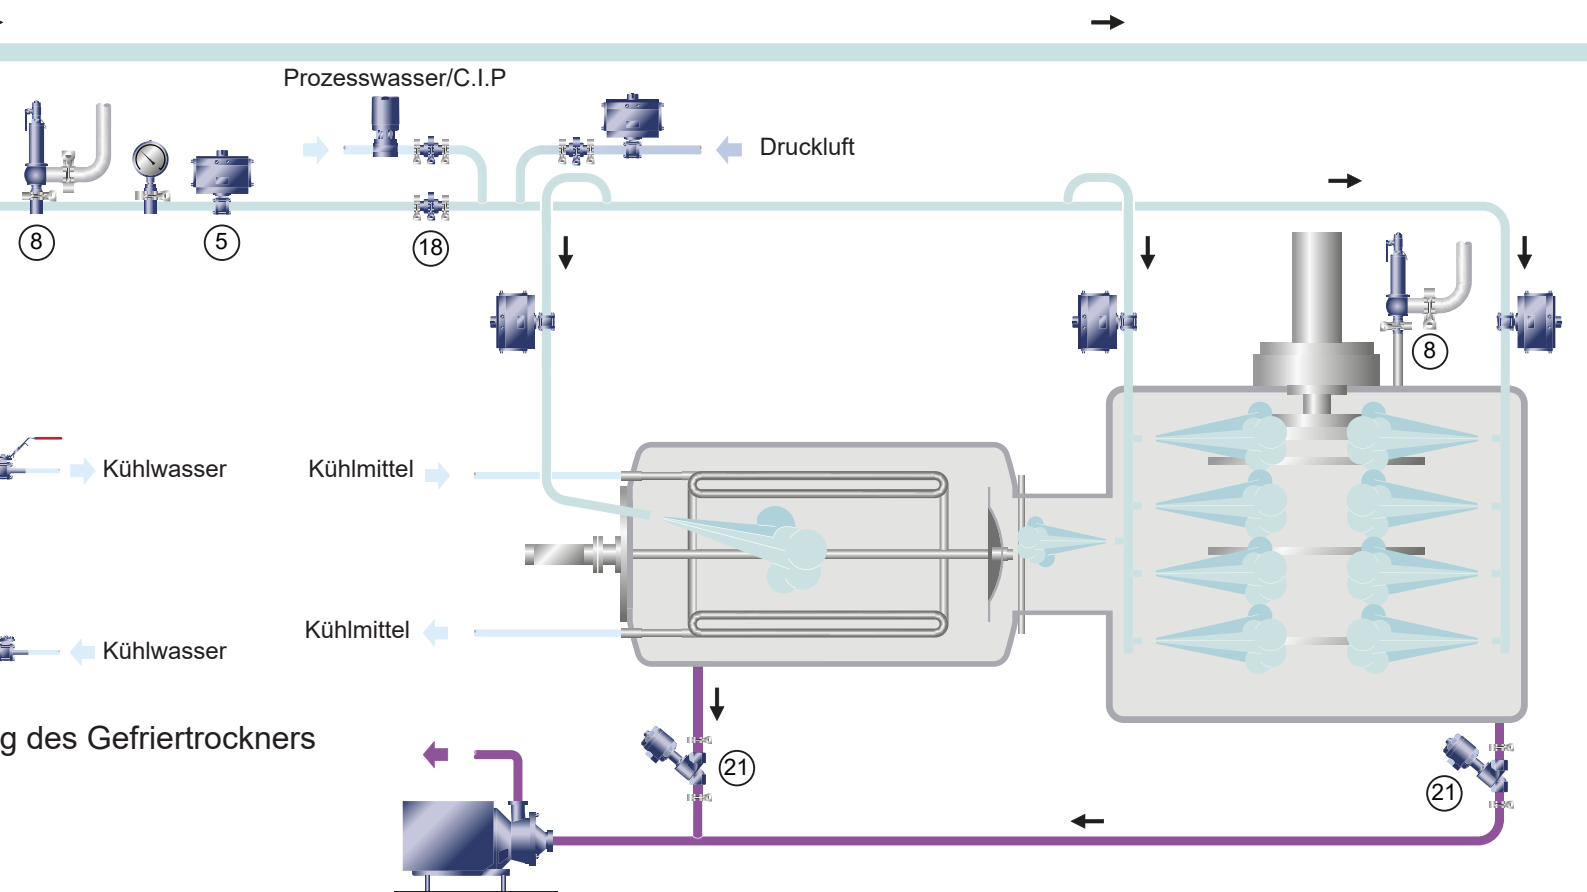 Prozesswasser/C.I.P
Druckluft
8
5
18
8
Kühlwasser
Kühlmittel
Kühlmittel
Kühlwasser
g des Gefriertrockners
21
21